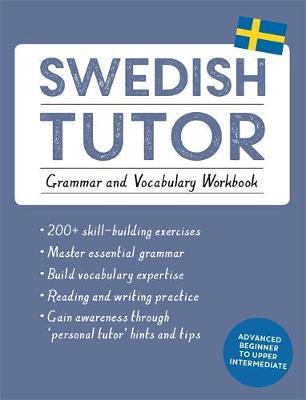 SWEDISH
TUTOR
Grammar and Vocabulary Workbook
• 200+ skill-building exercises
• Master essential grammar
• Build vocabulary expertise
• Reading and writing practice
• Gain awareness through
'personal tutor' hints and tips
ADVANCED
BEGINNER
TO UPPER
INTERMEDIATE